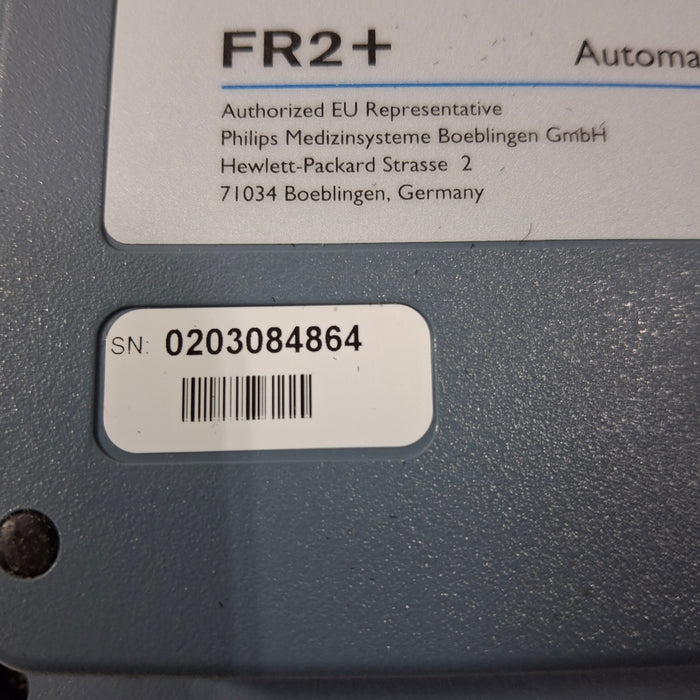 FR2+ Automa
Authorized EU Representative
Philips Medizinsysteme Boeblingen GmbH
Hewlett-Packard Strasse 2
71034 Boeblingen, Germany
SN: 0203084864